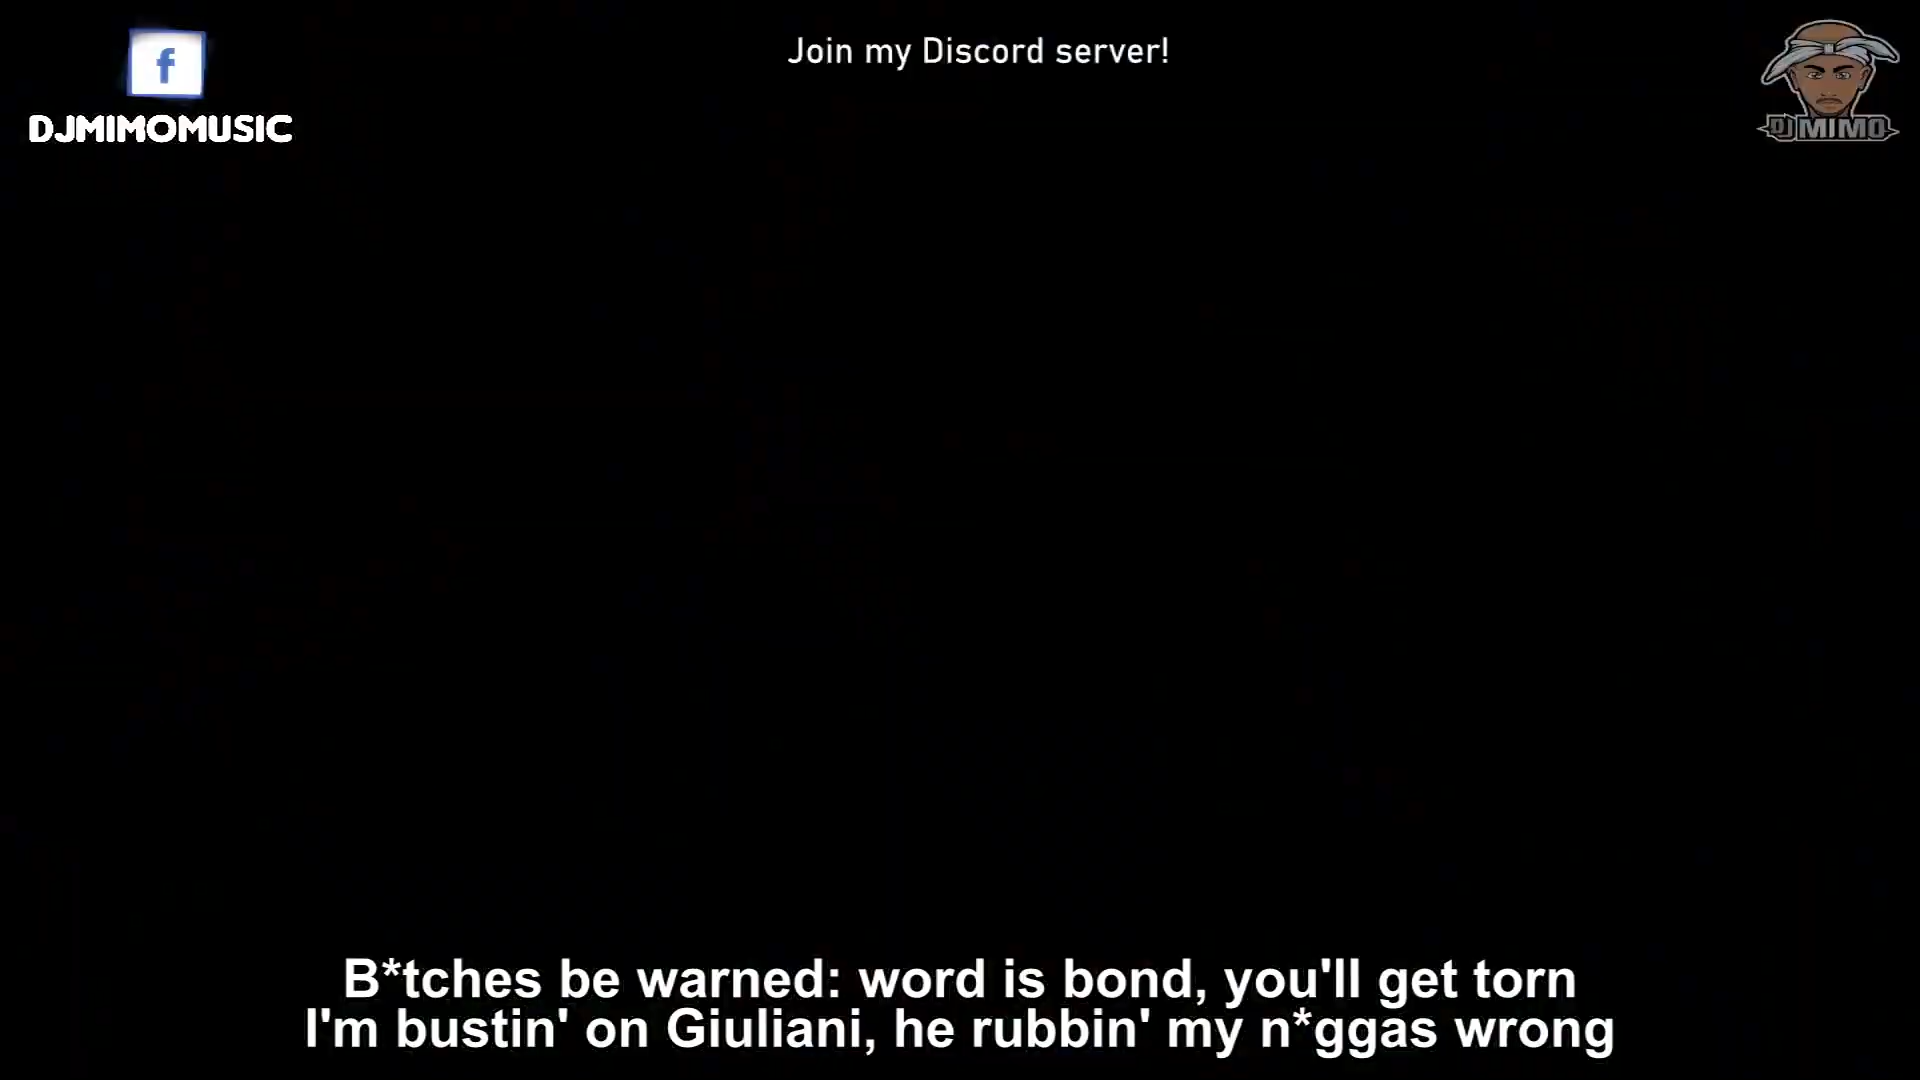 f
Join my Discord server!
DJMIMOMUSIC
DJ MIMO
B*tches be warned: word is bond, you'll get torn
I'm bustin' on Giuliani, he rubbin' my n*ggas wrong